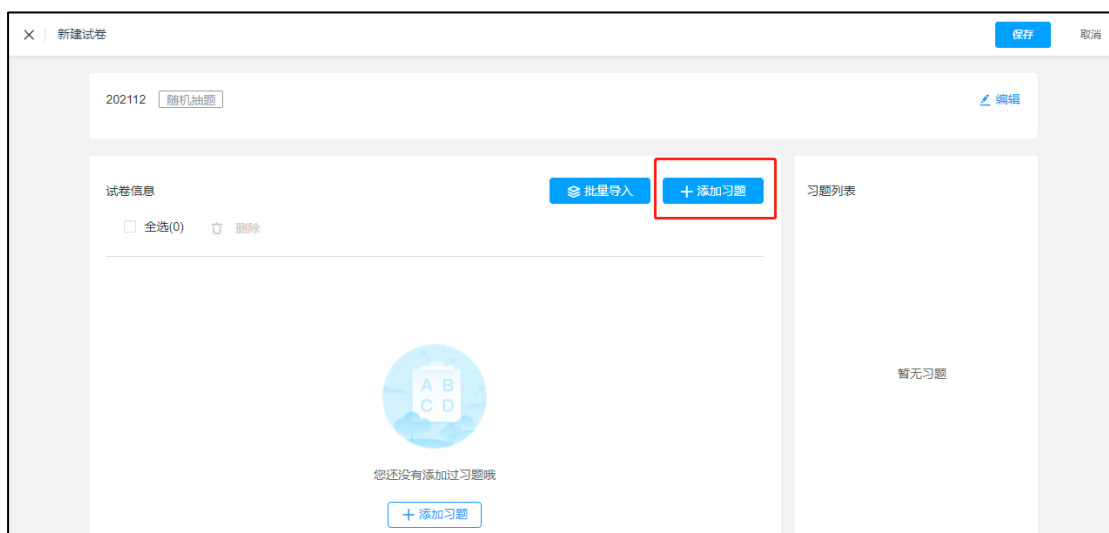 新建试卷
保存
取消
202112 随机抽题
编辑
试卷信息
批量导入
添加习题
习题列表
全选(0) 删除
暂无习题
A B
C D
您还没有添加过习题哦
添加习题